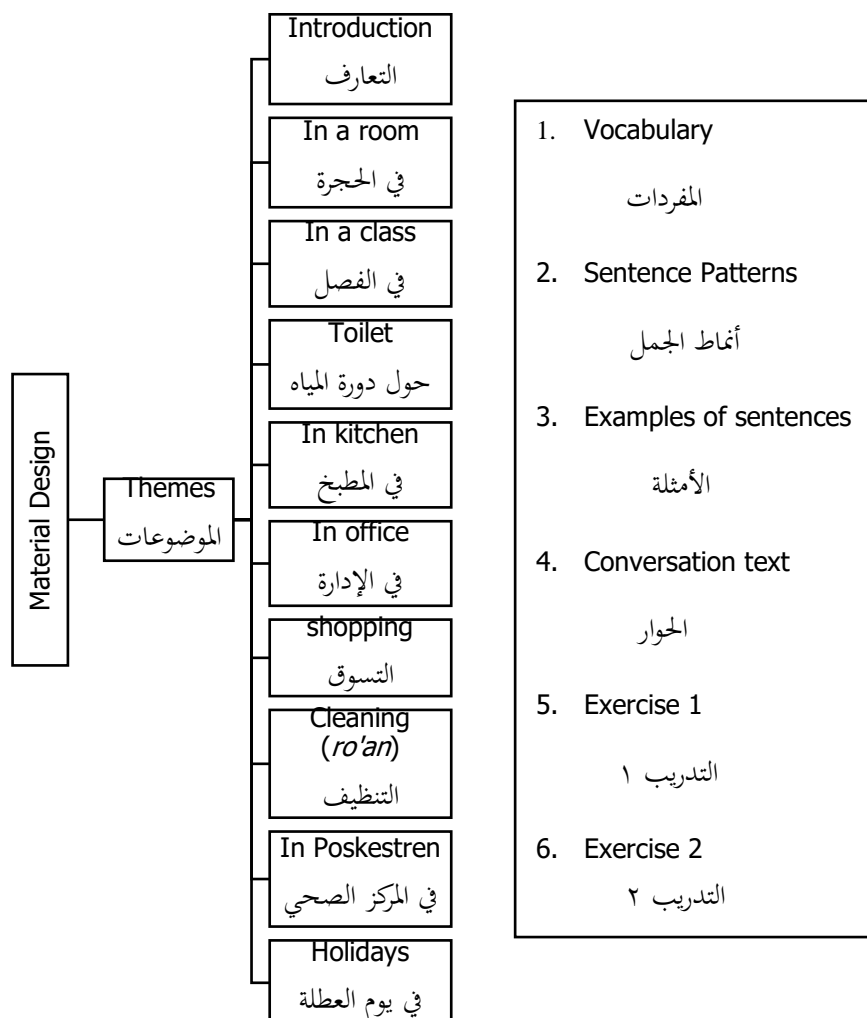 Material Design
Themes
الموضوعات
Introduction
التعارف
In a room
في الحجرة
In a class
في الفصل
Toilet
حول دورة المياه
In kitchen
في المطبخ
In office
في الإدارة
shopping
التسوق
Cleaning
(ro'an)
التنظيف
In Poskestren
في المركز الصحي
Holidays
في يوم العطلة
1. Vocabulary
المفردات
2. Sentence Patterns
أنماط الجمل
3. Examples of sentences
الأمثلة
4. Conversation text
الحوار
5. Exercise 1
التدريب ١
6. Exercise 2
التدريب ٢